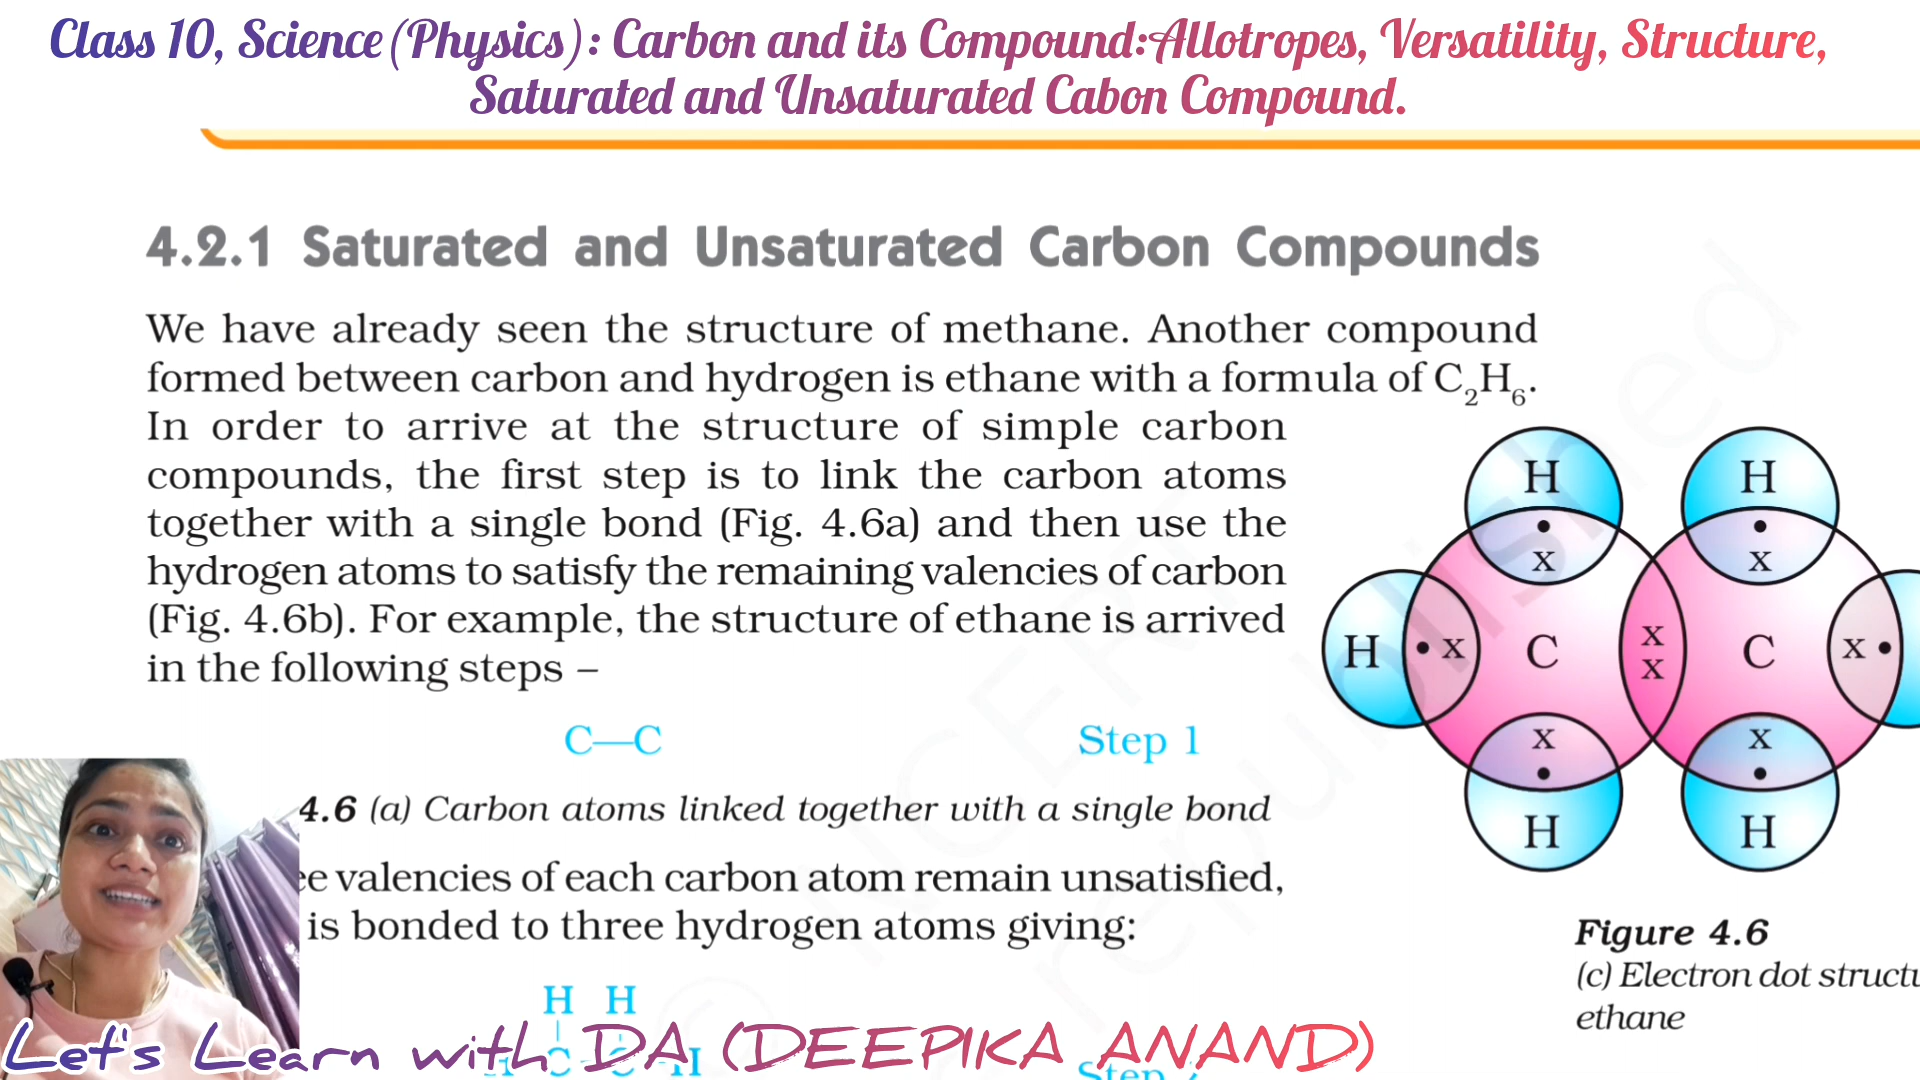 Class 10, Science(Physics): Carbon and its Compound:Allotropes, Versatility, Structure,
Saturated and Unsaturated Cabon Compound.
4.2.1 Saturated and Unsaturated Carbon Compounds
We have already seen the structure of methane. Another compound
formed between carbon and hydrogen is ethane with a formula of C₂H₆.
In order to arrive at the structure of simple carbon
compounds, the first step is to link the carbon atoms
together with a single bond (Fig. 4.6a) and then use the
hydrogen atoms to satisfy the remaining valencies of carbon
(Fig. 4.6b). For example, the structure of ethane is arrived
in the following steps –
C—C Step 1
4.6 (a) Carbon atoms linked together with a single bond
valencies of each carbon atom remain unsatisfied,
is bonded to three hydrogen atoms giving:
H H
H H
• •
x x
H • x C x x C x •
x x
• •
H H
Figure 4.6
(c) Electron dot
ethane
Let's Learn with DA (DEEPIKA ANAND)
© NCERT
republished